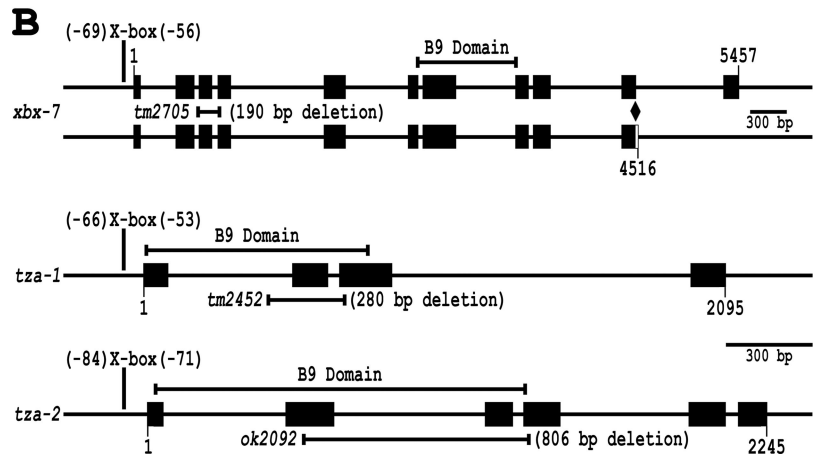 B
(-69)X-box(-56)
1
B9 Domain
5457
xbx-7
tm2705
(190 bp deletion)
300 bp
4516
(-66)X-box(-53)
B9 Domain
tza-1
tm2452
(280 bp deletion)
1
2095
300 bp
(-84)X-box(-71)
B9 Domain
tza-2
ok2092
(806 bp deletion)
1
2245